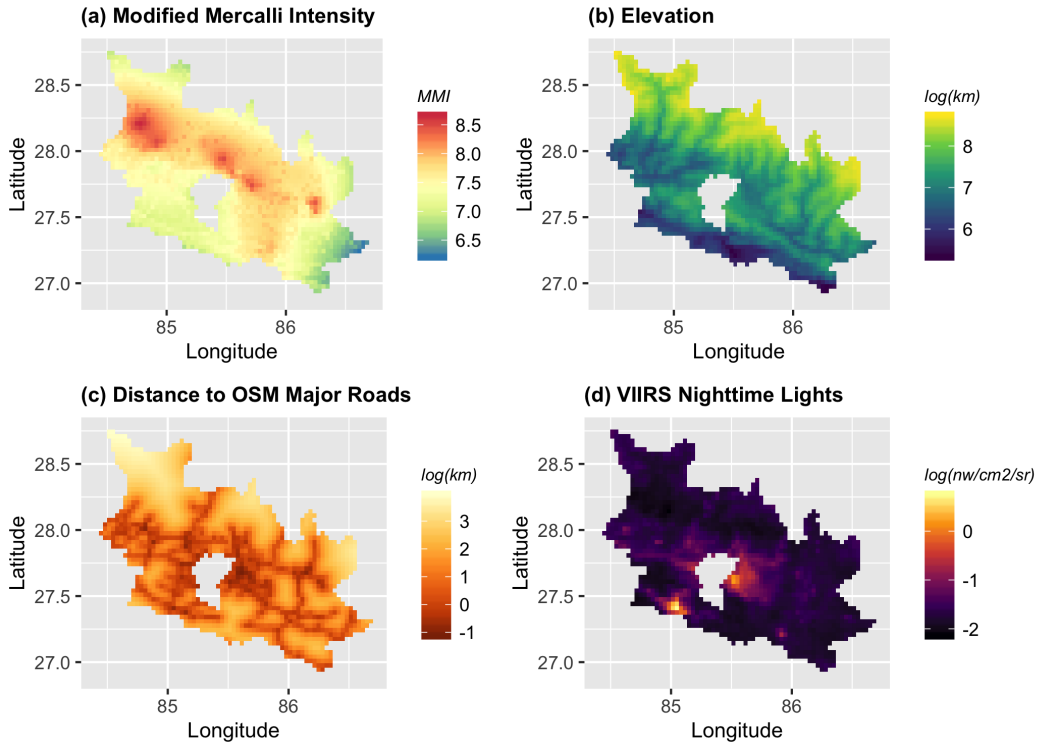 (a) Modified Mercalli Intensity
(b) Elevation
28.5
28.0
27.5
27.0
Latitude
85 86
Longitude
MMI
8.5
8.0
7.5
7.0
6.5
28.5
28.0
27.5
27.0
Latitude
85 86
Longitude
log(km)
8
7
6
(c) Distance to OSM Major Roads
(d) VIIRS Nighttime Lights
28.5
28.0
27.5
27.0
Latitude
85 86
Longitude
log(km)
3
2
1
0
-1
28.5
28.0
27.5
27.0
Latitude
85 86
Longitude
log(nw/cm2/sr)
0
-1
-2